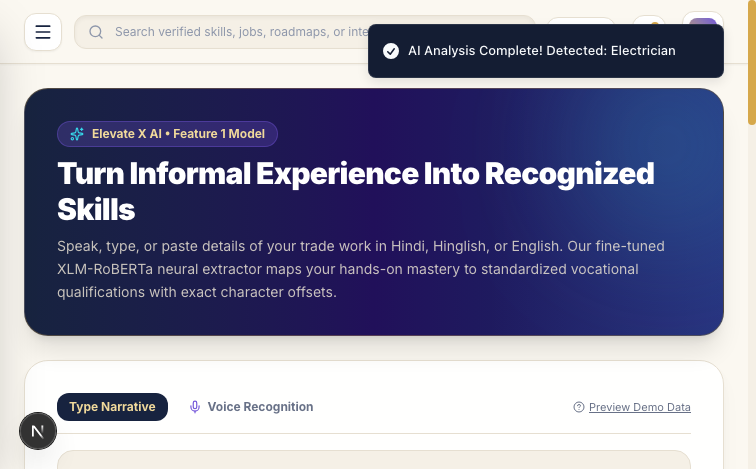 Search verified skills, jobs, roadmaps, or inte
AI Analysis Complete! Detected: Electrician
Elevate X AI • Feature 1 Model
Turn Informal Experience Into Recognized
Skills
Speak, type, or paste details of your trade work in Hindi, Hinglish, or English. Our fine-tuned
XLM-RoBERTa neural extractor maps your hands-on mastery to standardized vocational
qualifications with exact character offsets.
Type Narrative
Voice Recognition
Preview Demo Data
N